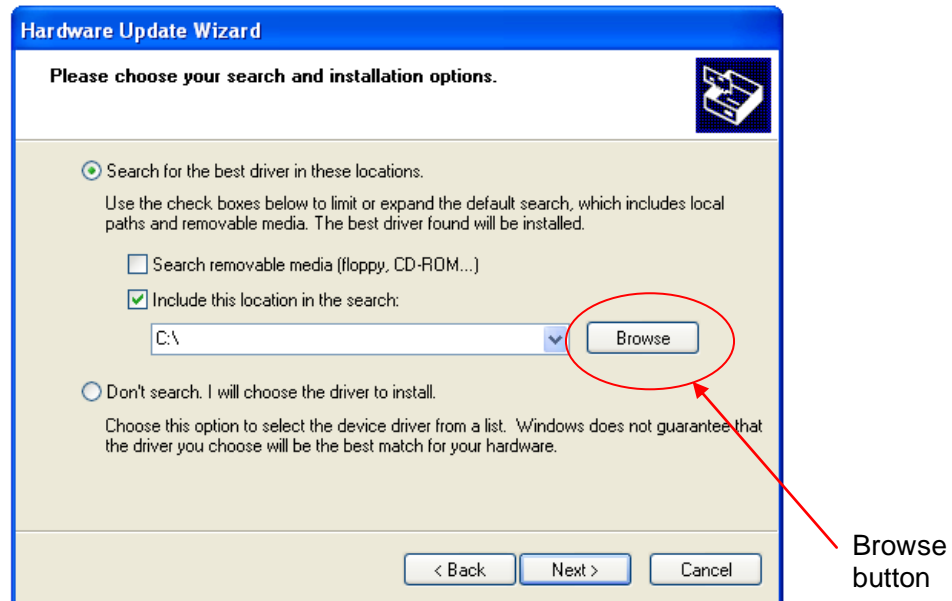 Hardware Update Wizard
Please choose your search and installation options.
Search for the best driver in these locations.
Use the check boxes below to limit or expand the default search, which includes local
paths and removable media. The best driver found will be installed.
Search removable media (floppy, CD-ROM...)
Include this location in the search:
C:\
Browse
Don't search. I will choose the driver to install.
Choose this option to select the device driver from a list.  Windows does not guarantee that
the driver you choose will be the best match for your hardware.
< Back
Next >
Cancel
Browse
button